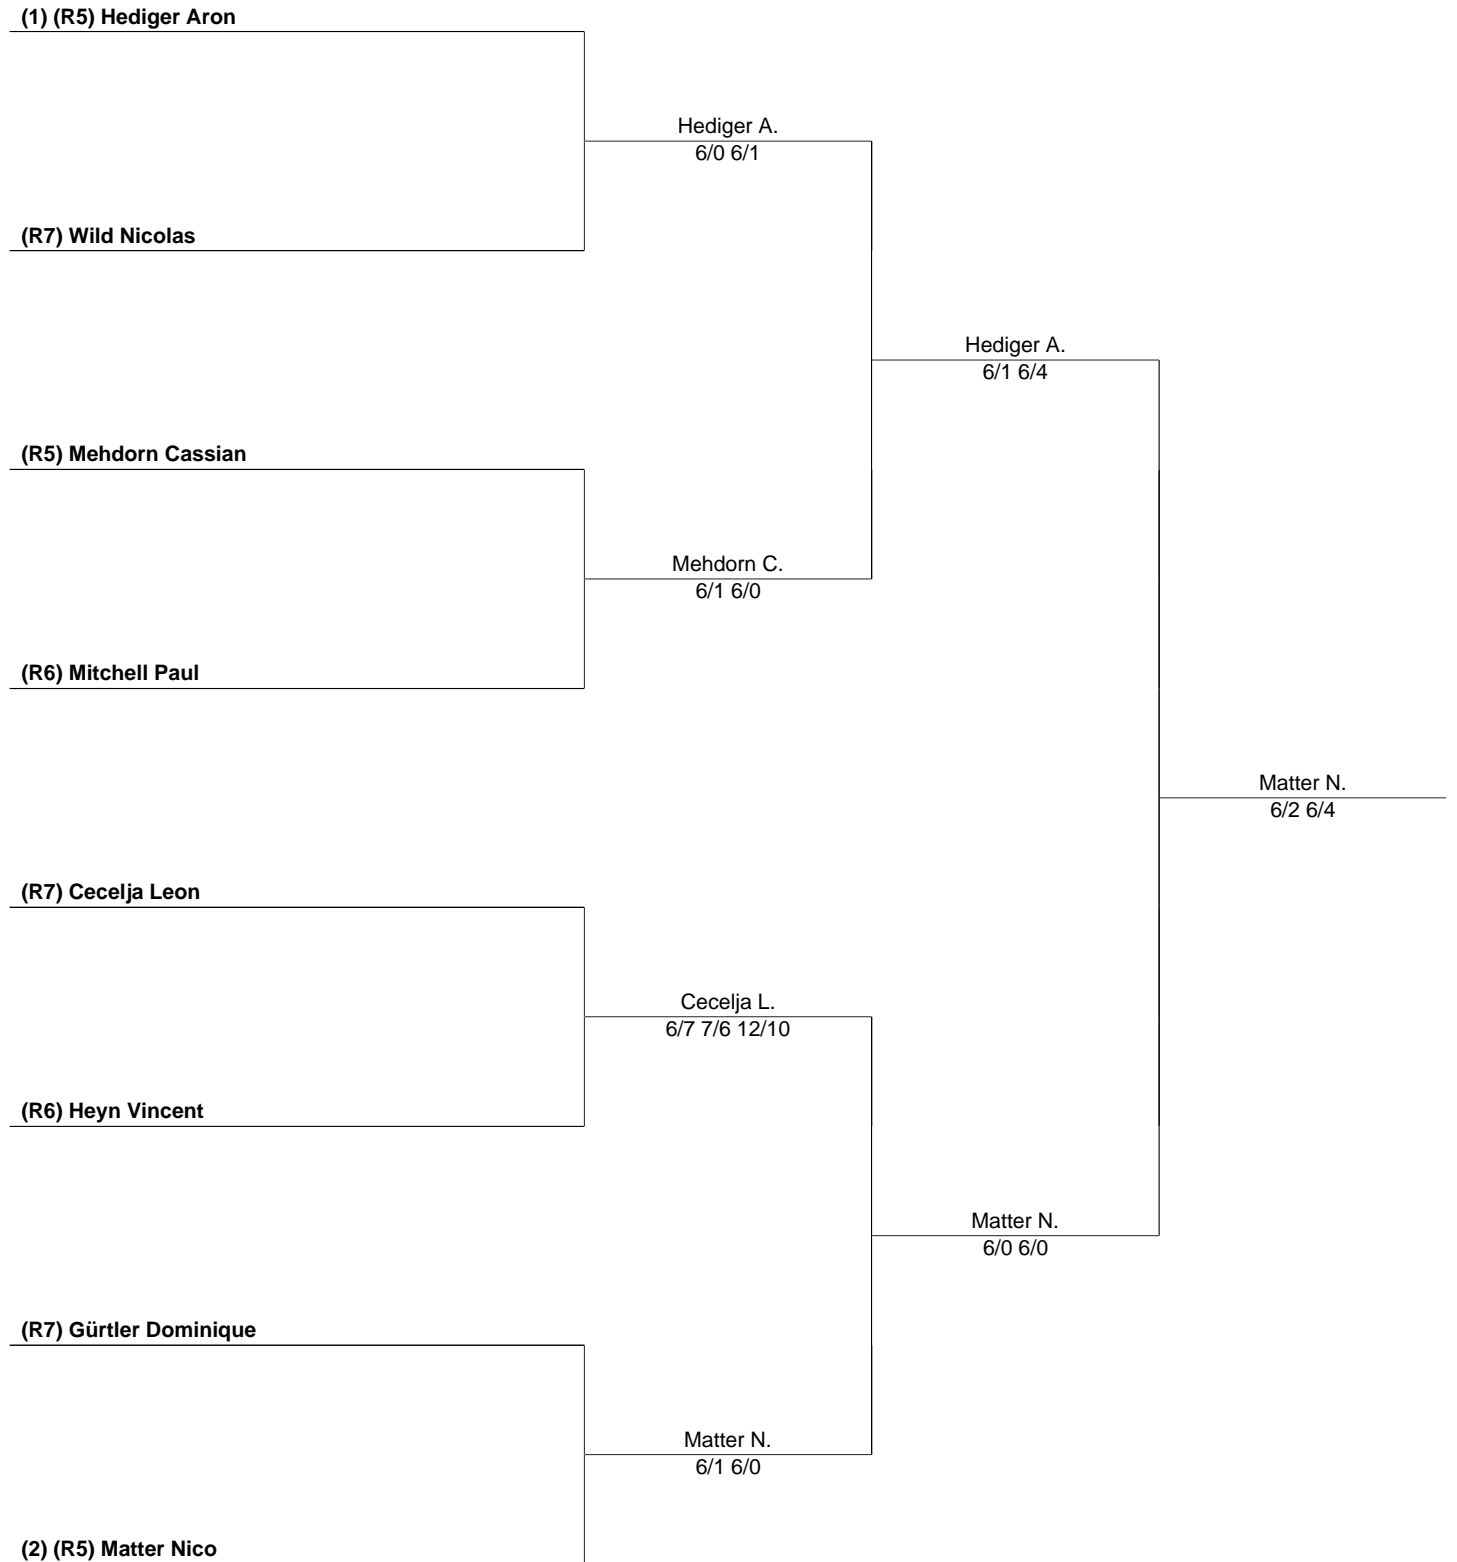 (1) (R5) Hediger Aron
Hediger A.
6/0 6/1
(R7) Wild Nicolas
Hediger A.
6/1 6/4
(R5) Mehdorn Cassian
Mehdorn C.
6/1 6/0
(R6) Mitchell Paul
Matter N.
6/2 6/4
(R7) Cecelja Leon
Cecelja L.
6/7 7/6 12/10
(R6) Heyn Vincent
Matter N.
6/0 6/0
(R7) Gürtler Dominique
Matter N.
6/1 6/0
(2) (R5) Matter Nico